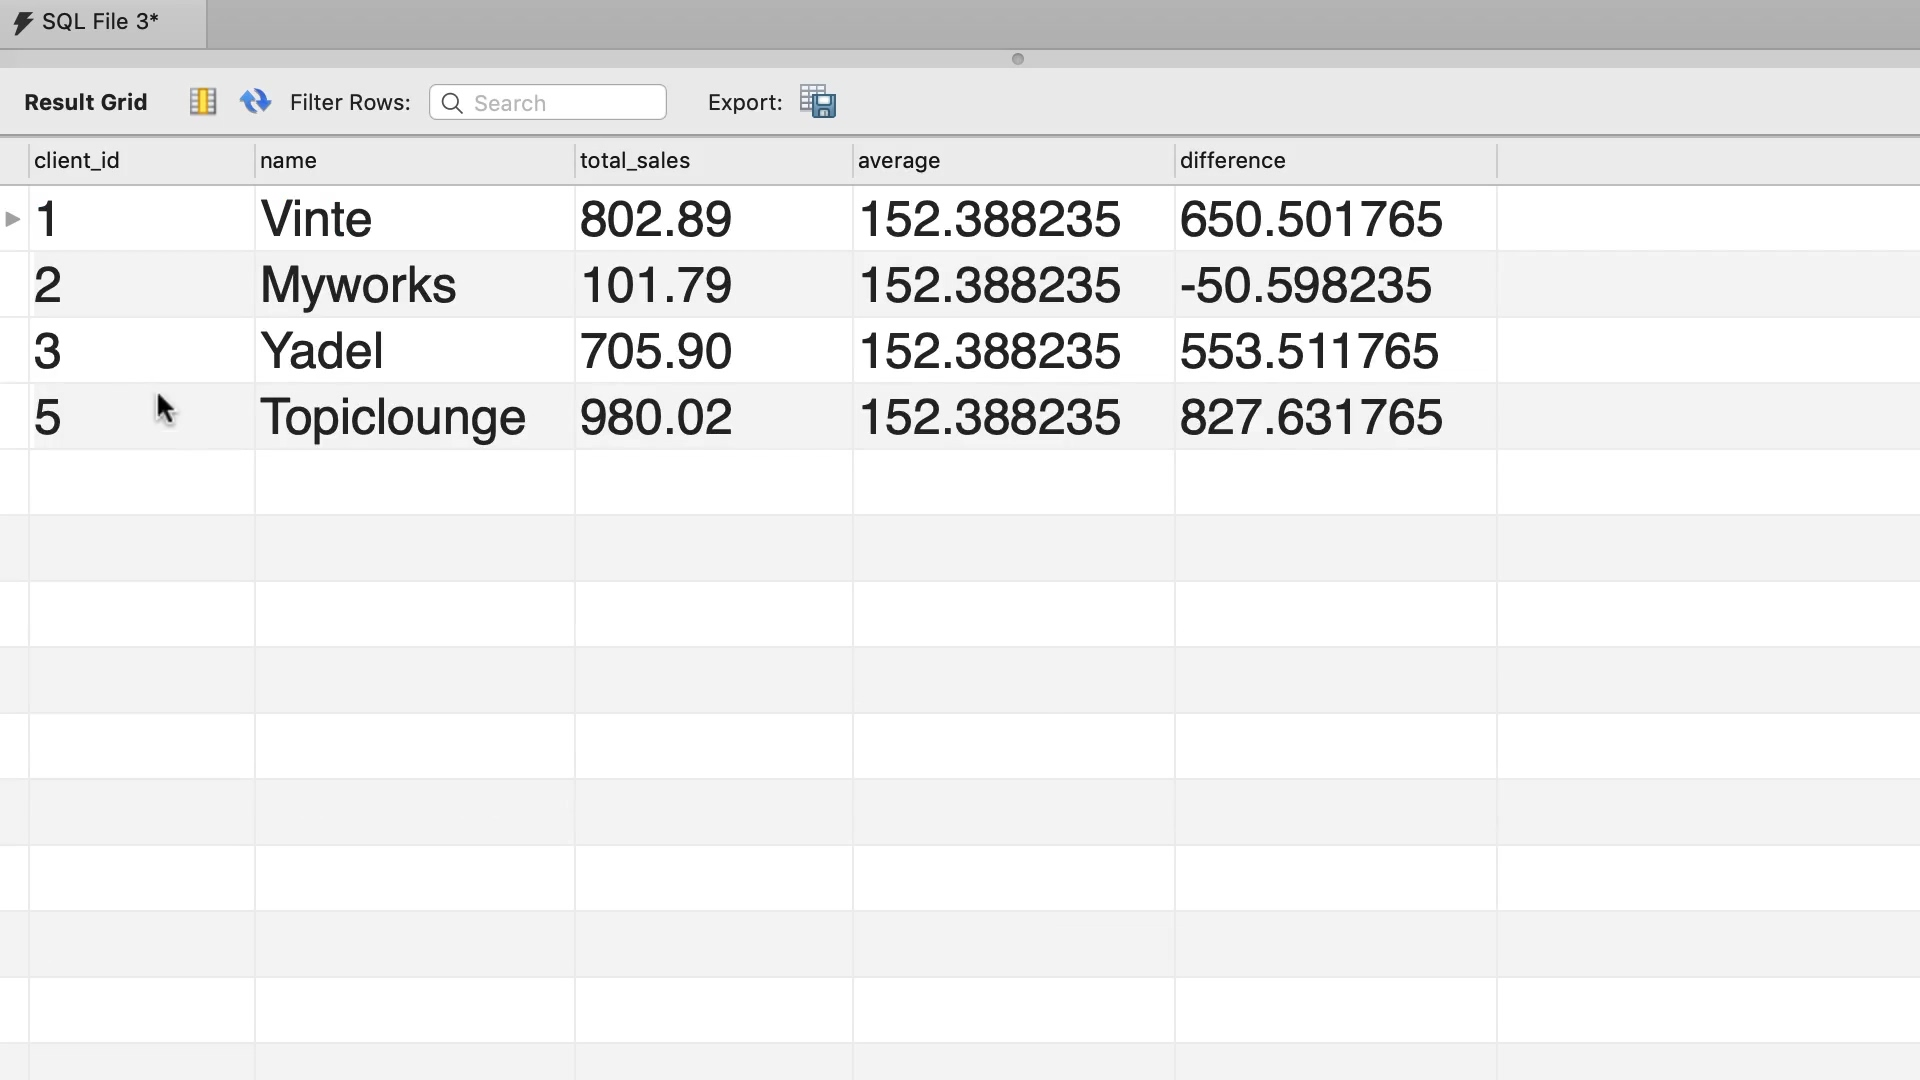 SQL File 3*
Result Grid Filter Rows: Search Export:
client_id name total_sales average difference
1 Vinte 802.89 152.388235 650.501765
2 Myworks 101.79 152.388235 -50.598235
3 Yadel 705.90 152.388235 553.511765
5 Topiclounge 980.02 152.388235 827.631765